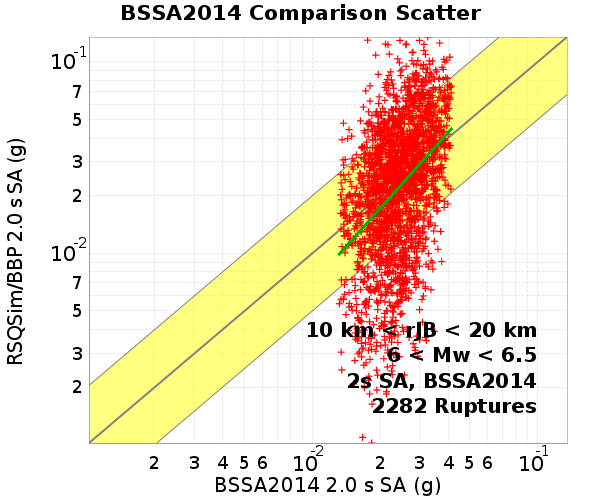 BSSA2014 Comparison Scatter
RSQSim/BBP 2.0 s SA (g)
10-1
7
5
3
2
10-2
7
5
3
2
10 km < rJB < 20 km
6 < Mw < 6.5
2s SA, BSSA2014
2282 Ruptures
2 3 4 5 6 10-2 2 3 4 5 6 10-1
BSSA2014 2.0 s SA (g)